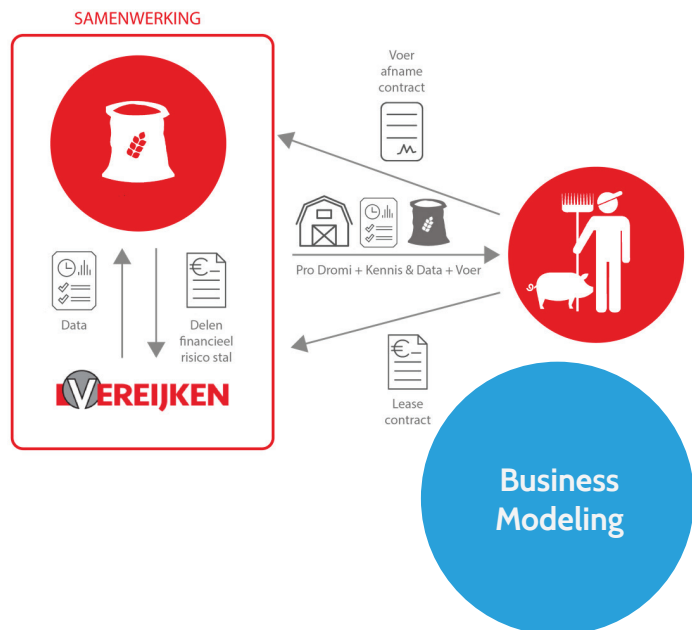 SAMENWERKING
Voer
afname
contract
Pro Dromi + Kennis & Data + Voer
Data
Delen
financieel
risico stal
VEREIJKEN
Lease
contract
Business
Modeling